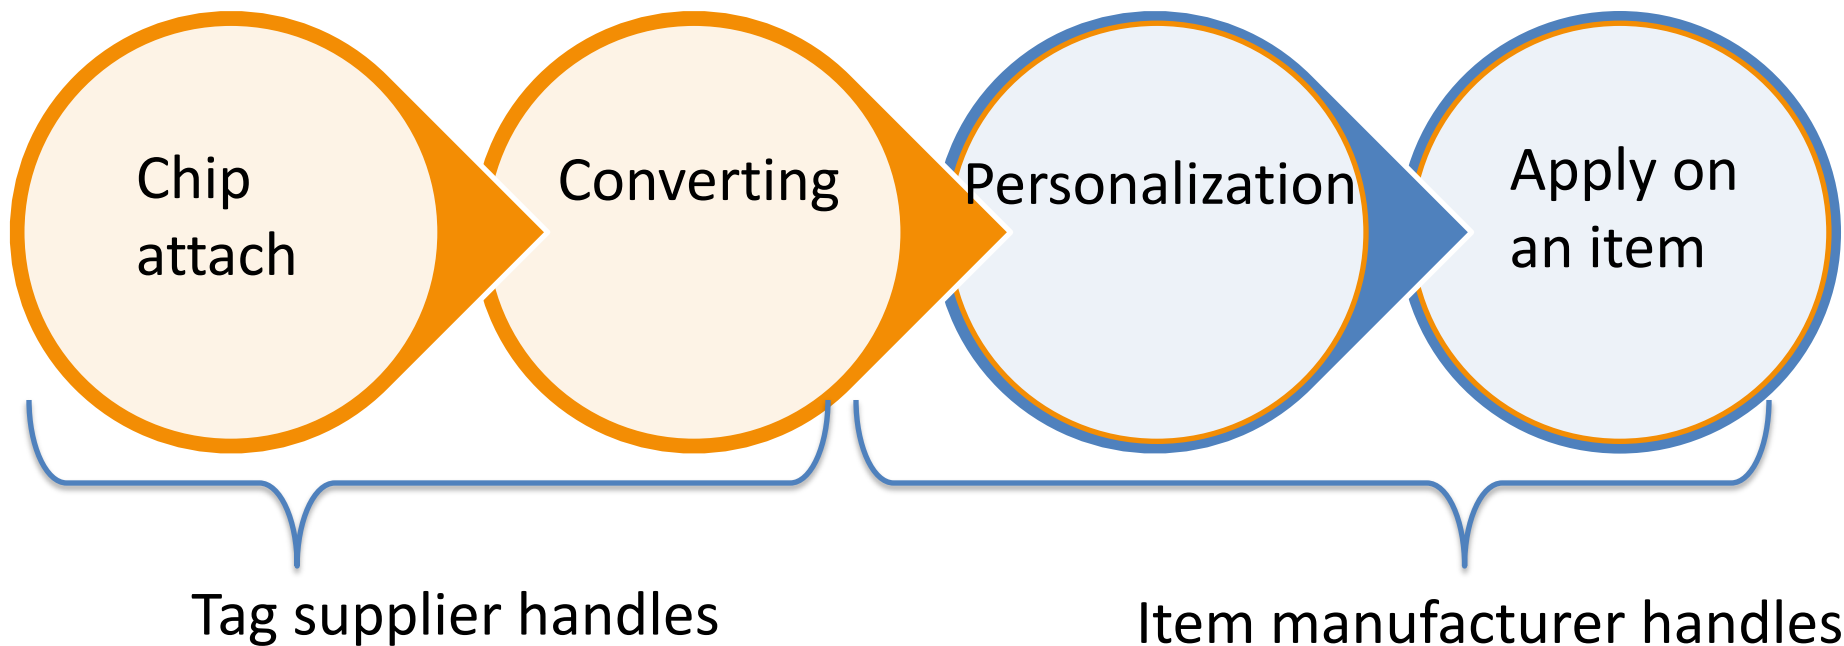 Chip
attach
Converting
Personalization
Apply on
an item
Tag supplier handles
Item manufacturer handles